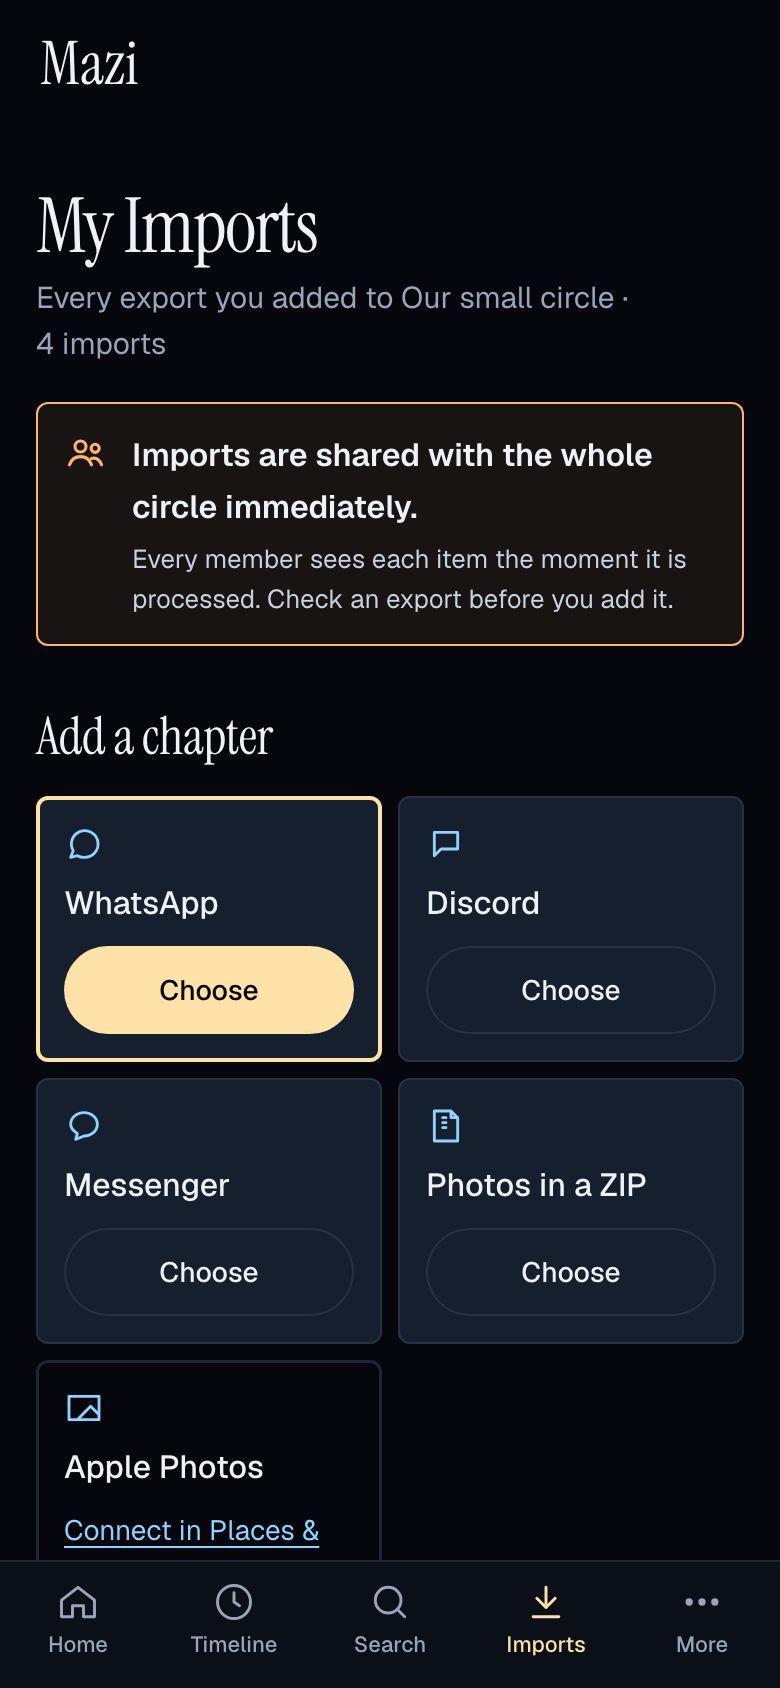 Mazi
My Imports
Every export you added to Our small circle ·
4 imports
Imports are shared with the whole
circle immediately.
Every member sees each item the moment it is
processed. Check an export before you add it.
Add a chapter
WhatsApp
Choose
Discord
Choose
Messenger
Choose
Photos in a ZIP
Choose
Apple Photos
Connect in Places &
Home
Timeline
Search
Imports
More